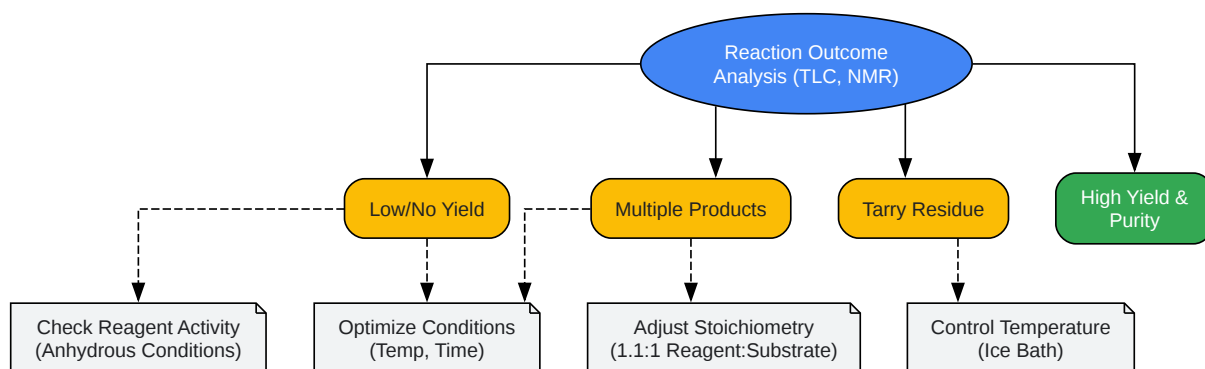 Reaction Outcome
Analysis (TLC, NMR)
Low/No Yield
Multiple Products
Tarry Residue
High Yield &
Purity
Check Reagent Activity
(Anhydrous Conditions)
Optimize Conditions
(Temp, Time)
Adjust Stoichiometry
(1.1:1 Reagent:Substrate)
Control Temperature
(Ice Bath)